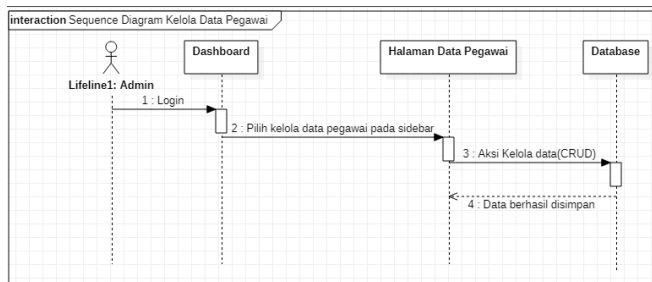 interaction Sequence Diagram Kelola Data Pegawai
Dashboard
Halaman Data Pegawai
Database
Lifeline1: Admin
1 : Login
2 : Pilih kelola data pegawai pada sidebar
3 : Aksi Kelola data(CRUD)
4 : Data berhasil disimpan